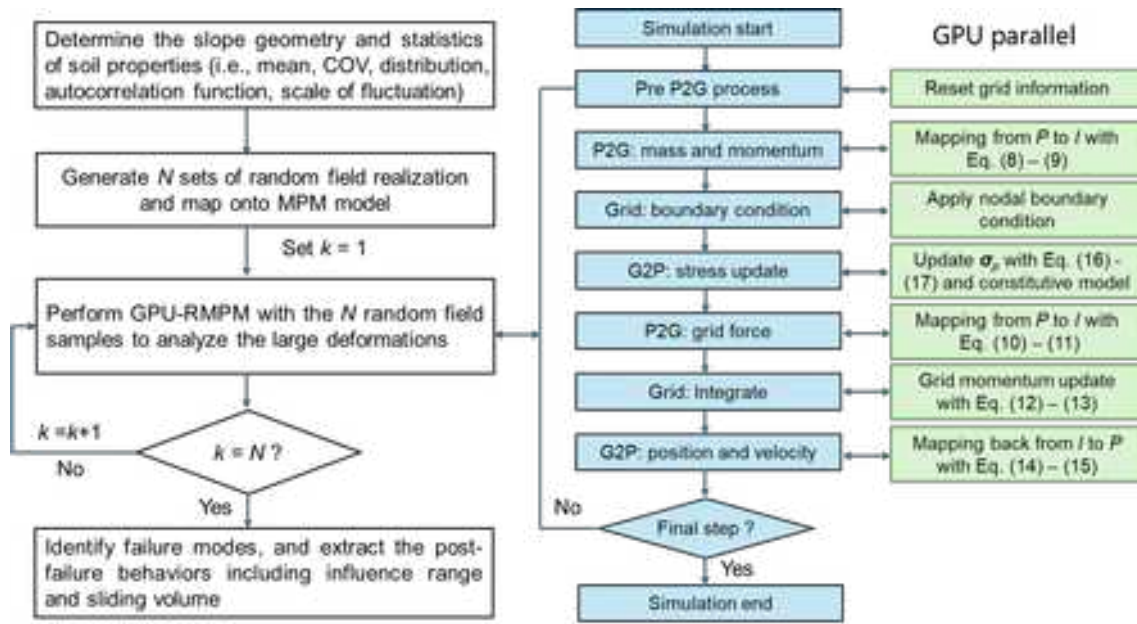 Determine the slope geometry and statistics
of soil properties (i.e., mean, COV, distribution,
autocorrelation function, scale of fluctuation)
Generate N sets of random field realization
and map onto MPM model
Set k = 1
Perform GPU-RMPM with the N random field
samples to analyze the large deformations
k =k+1
No
k = N ?
Yes
Identify failure modes, and extract the post-
failure behaviors including influence range
and sliding volume
Simulation start
Pre P2G process
P2G: mass and momentum
Grid: boundary condition
G2P: stress update
P2G: grid force
Grid: Integrate
G2P: position and velocity
No
Final step ?
Yes
Simulation end
GPU parallel
Reset grid information
Mapping from P to I with
Eq. (8) – (9)
Apply nodal boundary
condition
Update σp with Eq. (16) -
(17) and constitutive model
Mapping from P to I with
Eq. (10) – (11)
Grid momentum update
with Eq. (12) – (13)
Mapping back from I to P
with Eq. (14) – (15)